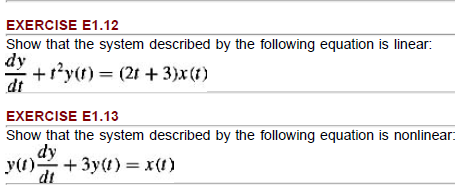 EXERCISE E1.12
Show that the system described by the following equation is linear:
dy/dt + t²y(t) = (2t + 3)x(t)
EXERCISE E1.13
Show that the system described by the following equation is nonlinear:
y(t) dy/dt + 3y(t) = x(t)